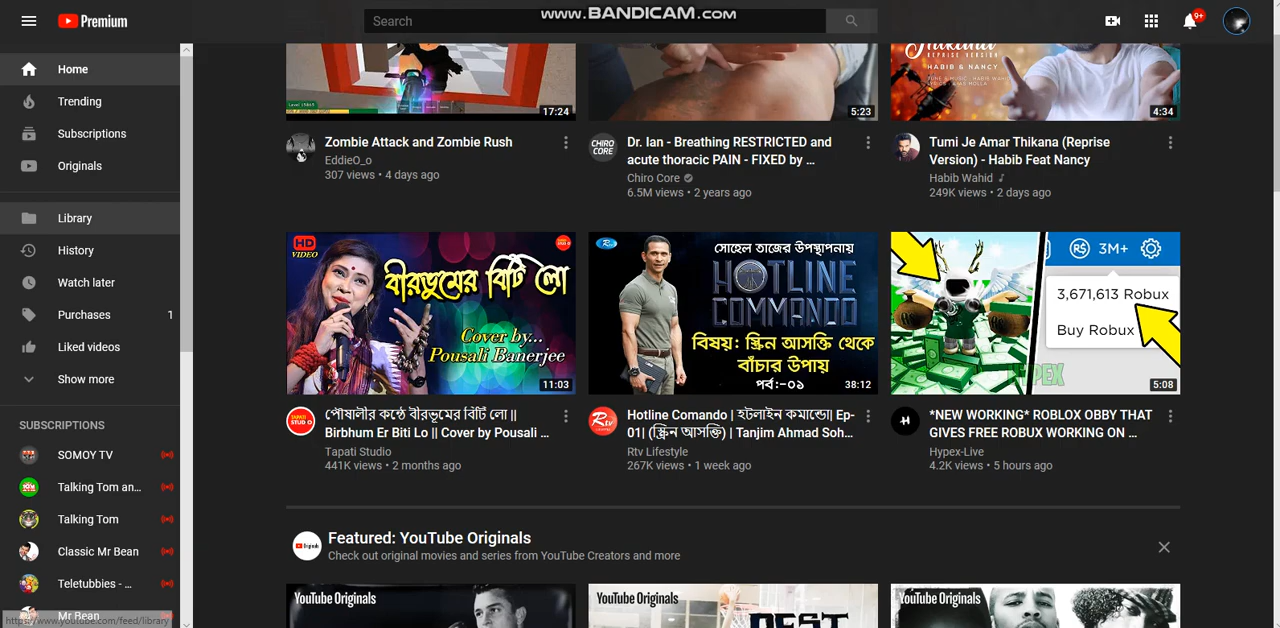 Premium
Search
www.BANDICAM.com
9+
Home
Trending
Subscriptions
Originals
Library
History
Watch later
Purchases 1
Liked videos
Show more
SUBSCRIPTIONS
SOMOY TV
Talking Tom an...
Talking Tom
Classic Mr Bean
Teletubbies - ...
Mr Bean
https://www.youtube.com/feed/library
17:24
Zombie Attack and Zombie Rush
EddieO_o
307 views • 4 days ago
5:23
CHIRO
CORE
Dr. Ian - Breathing RESTRICTED and
acute thoracic PAIN - FIXED by ...
Chiro Core
6.5M views • 2 years ago
Thikana
REPRISE VERSION
HABIB & NANCY
4:34
Tumi Je Amar Thikana (Reprise
Version) - Habib Feat Nancy
Habib Wahid
249K views • 2 days ago
HD
VIDEO
বীরভুমের বিটি লো
Cover by...
Pousali Banerjee
11:03
পৌষালীর কন্ঠে বীরভূমের বিটি লো ||
Birbhum Er Biti Lo || Cover by Pousali ...
Tapati Studio
441K views • 2 months ago
Rtv
সোহেল তাজের উপস্থাপনায়
HOTLINE
COMMANDO
বিষয়: স্ক্রিন আসক্তি থেকে
বাঁচার উপায়
পর্ব:-০১
38:12
Rtv
Hotline Comando | হটলাইন কমান্ডো| Ep-
01| (স্ক্রিন আসক্তি) | Tanjim Ahmad Soh...
Rtv Lifestyle
267K views • 1 week ago
3M+
3,671,613 Robux
Buy Robux
PEX
5:08
*NEW WORKING* ROBLOX OBBY THAT
GIVES FREE ROBUX WORKING ON ...
Hypex-Live
4.2K views • 5 hours ago
Featured: YouTube Originals
Check out original movies and series from YouTube Creators and more
YouTube Originals
YouTube Originals
YouTube Originals